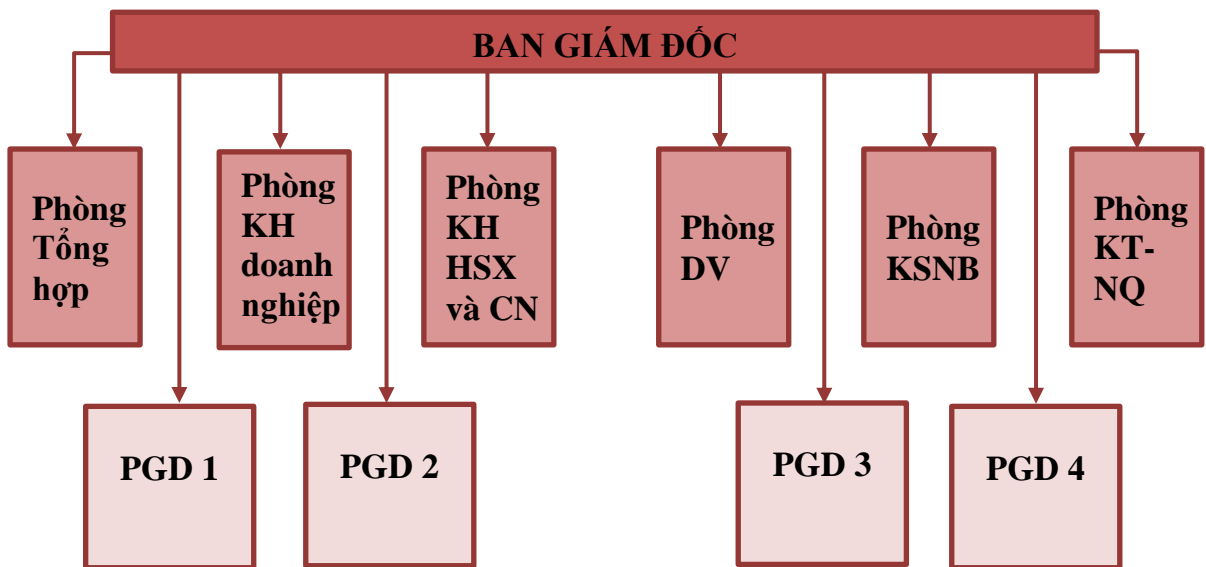 BAN GIÁM ĐỐC
Phòng
Tổng
hợp
Phòng
KH
doanh
nghiệp
Phòng
KH
HSX
và CN
Phòng
DV
Phòng
KSNB
Phòng
KT-
NQ
PGD 1
PGD 2
PGD 3
PGD 4